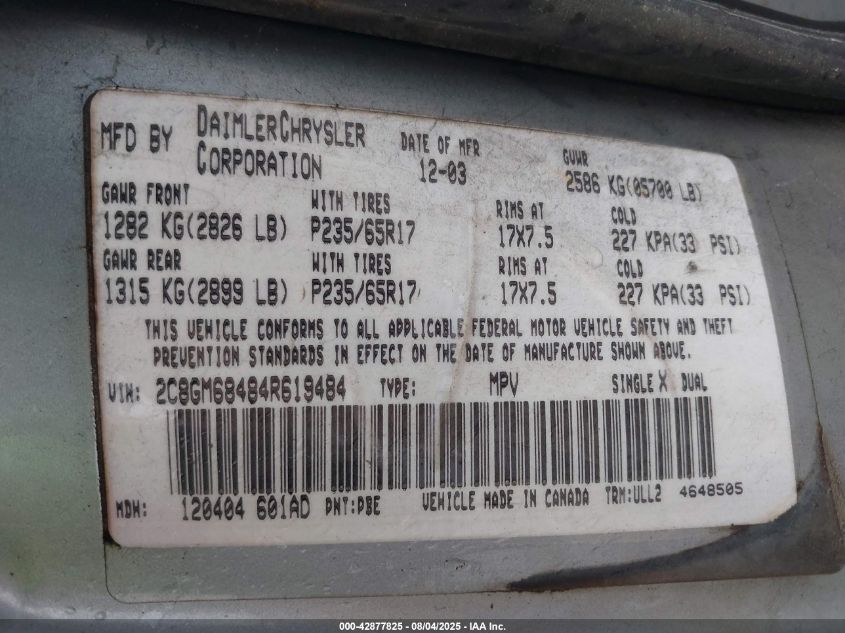 MFD BY DAIMLERCHRYSLER CORPORATION DATE OF MFR 12-03 GVWR 2586 KG(05700 LB)
GAWR FRONT WITH TIRES RIMS AT COLD
1282 KG(2826 LB) P235/65R17 17X7.5 227 KPA(33 PSI)
GAWR REAR WITH TIRES RIMS AT COLD
1315 KG(2899 LB) P235/65R17 17X7.5 227 KPA(33 PSI)
THIS VEHICLE CONFORMS TO ALL APPLICABLE FEDERAL MOTOR VEHICLE SAFETY AND THEFT
PREVENTION STANDARDS IN EFFECT ON THE DATE OF MANUFACTURE SHOWN ABOVE.
VIN: 2C8GM68484R619484 TYPE: MPV SINGLE X DUAL
MDH: 120404 601AD PNT:PBE VEHICLE MADE IN CANADA TRM:ULL2 4648505
000-42877825 - 08/04/2025 - IAA Inc.